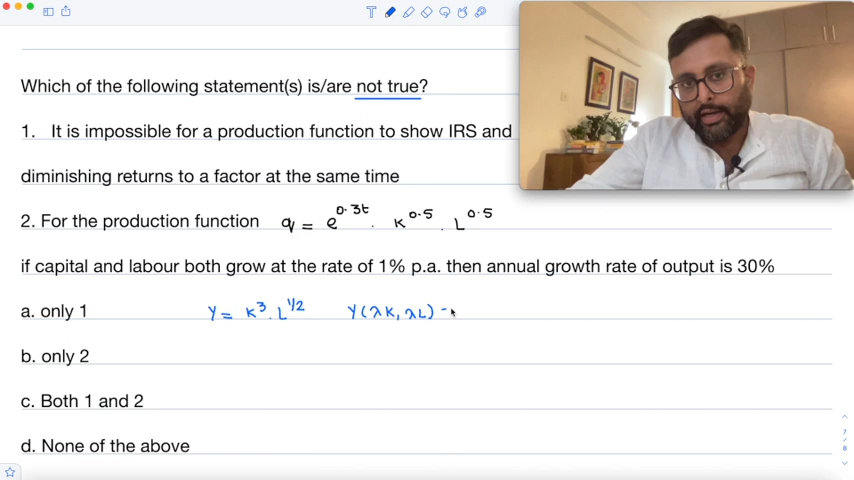 Which of the following statement(s) is/are not true?
1. It is impossible for a production function to show IRS and
diminishing returns to a factor at the same time
2. For the production function q = e^0.3t . K^0.5 . L^0.5
if capital and labour both grow at the rate of 1% p.a. then annual growth rate of output is 30%
a. only 1 Y = K^3 . L^1/2 Y(λK, λL) =
b. only 2
c. Both 1 and 2
d. None of the above
7
/
8